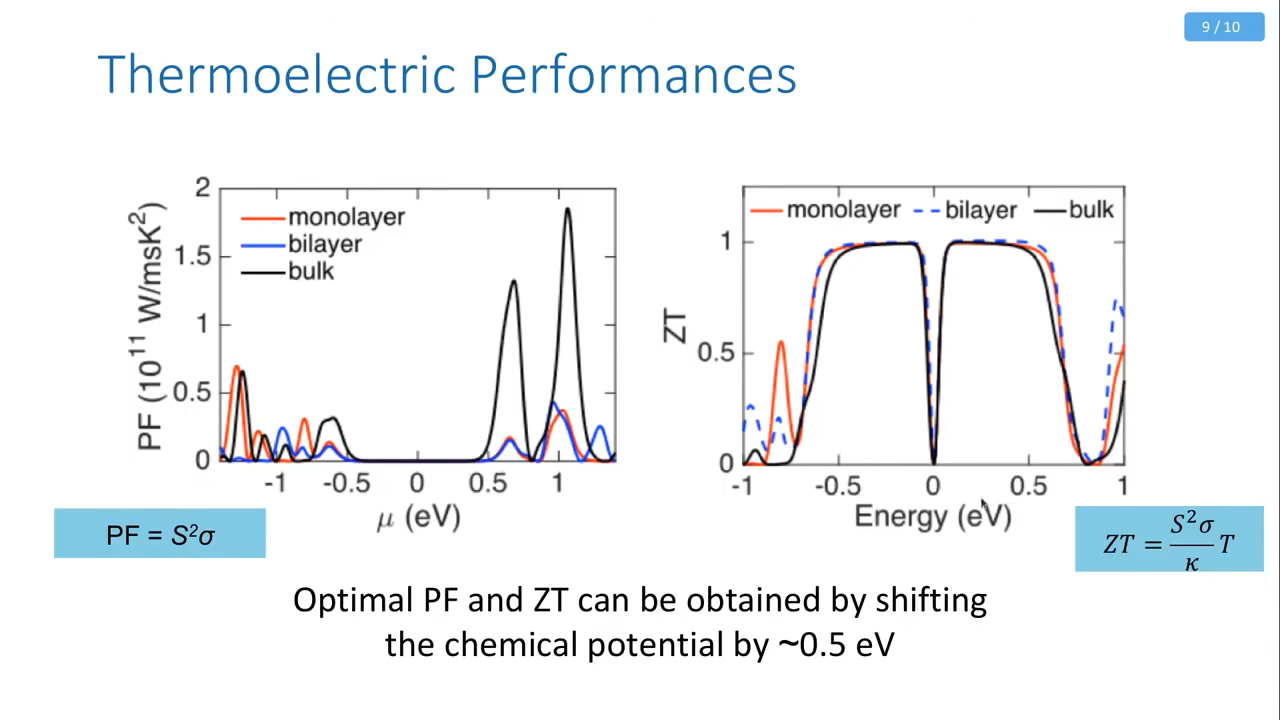 9 / 10
Thermoelectric Performances
PF (10¹¹ W/msK²)
2
1.5
1
0.5
0
monolayer
bilayer
bulk
-1 -0.5 0 0.5 1
μ (eV)
ZT
1
0.5
0
monolayer bilayer bulk
-1 -0.5 0 0.5 1
Energy (eV)
PF = S²σ
ZT = S²σ/κ T
Optimal PF and ZT can be obtained by shifting
the chemical potential by ~0.5 eV